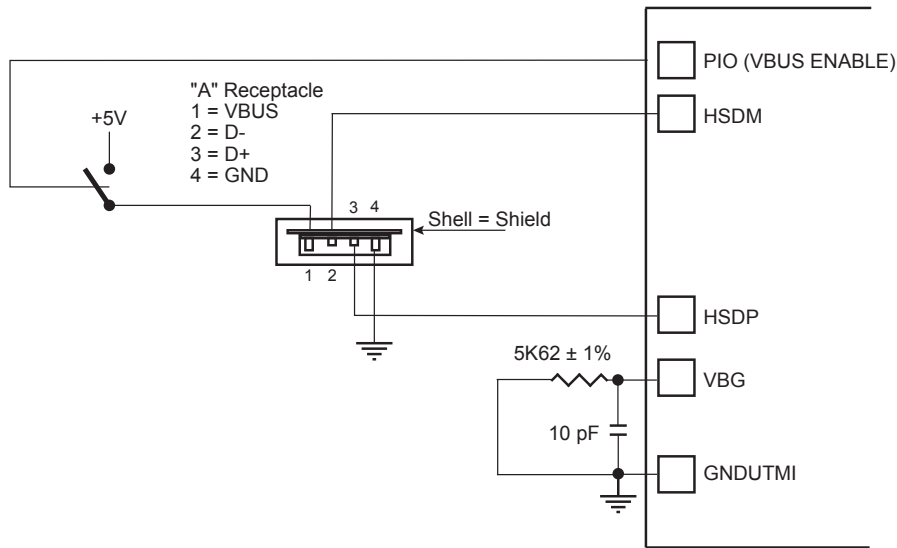 PIO (VBUS ENABLE)
"A" Receptacle
1 = VBUS
2 = D-
3 = D+
4 = GND
+5V
HSDM
3 4
Shell = Shield
1 2
HSDP
5K62 ± 1%
VBG
10 pF
GNDUTMI